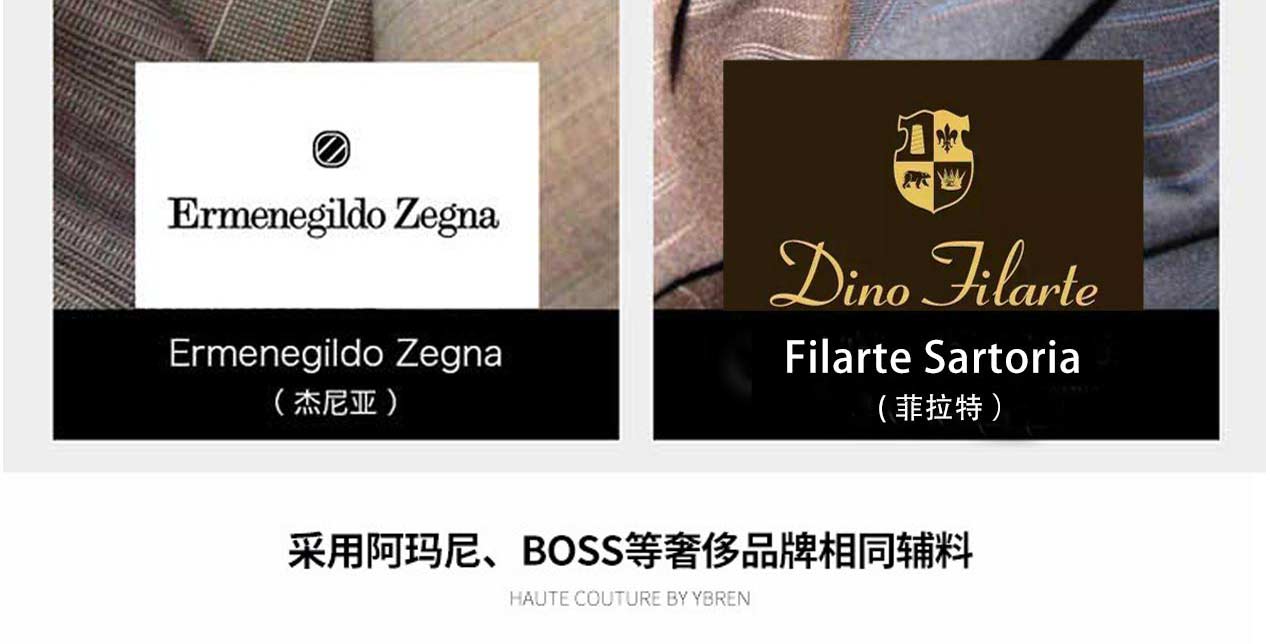 Ermenegildo Zegna
Ermenegildo Zegna
(杰尼亚)
Dino Filarte
Filarte Sartoria
(菲拉特)
采用阿玛尼、BOSS等奢侈品牌相同辅料
HAUTE COUTURE BY YBREN